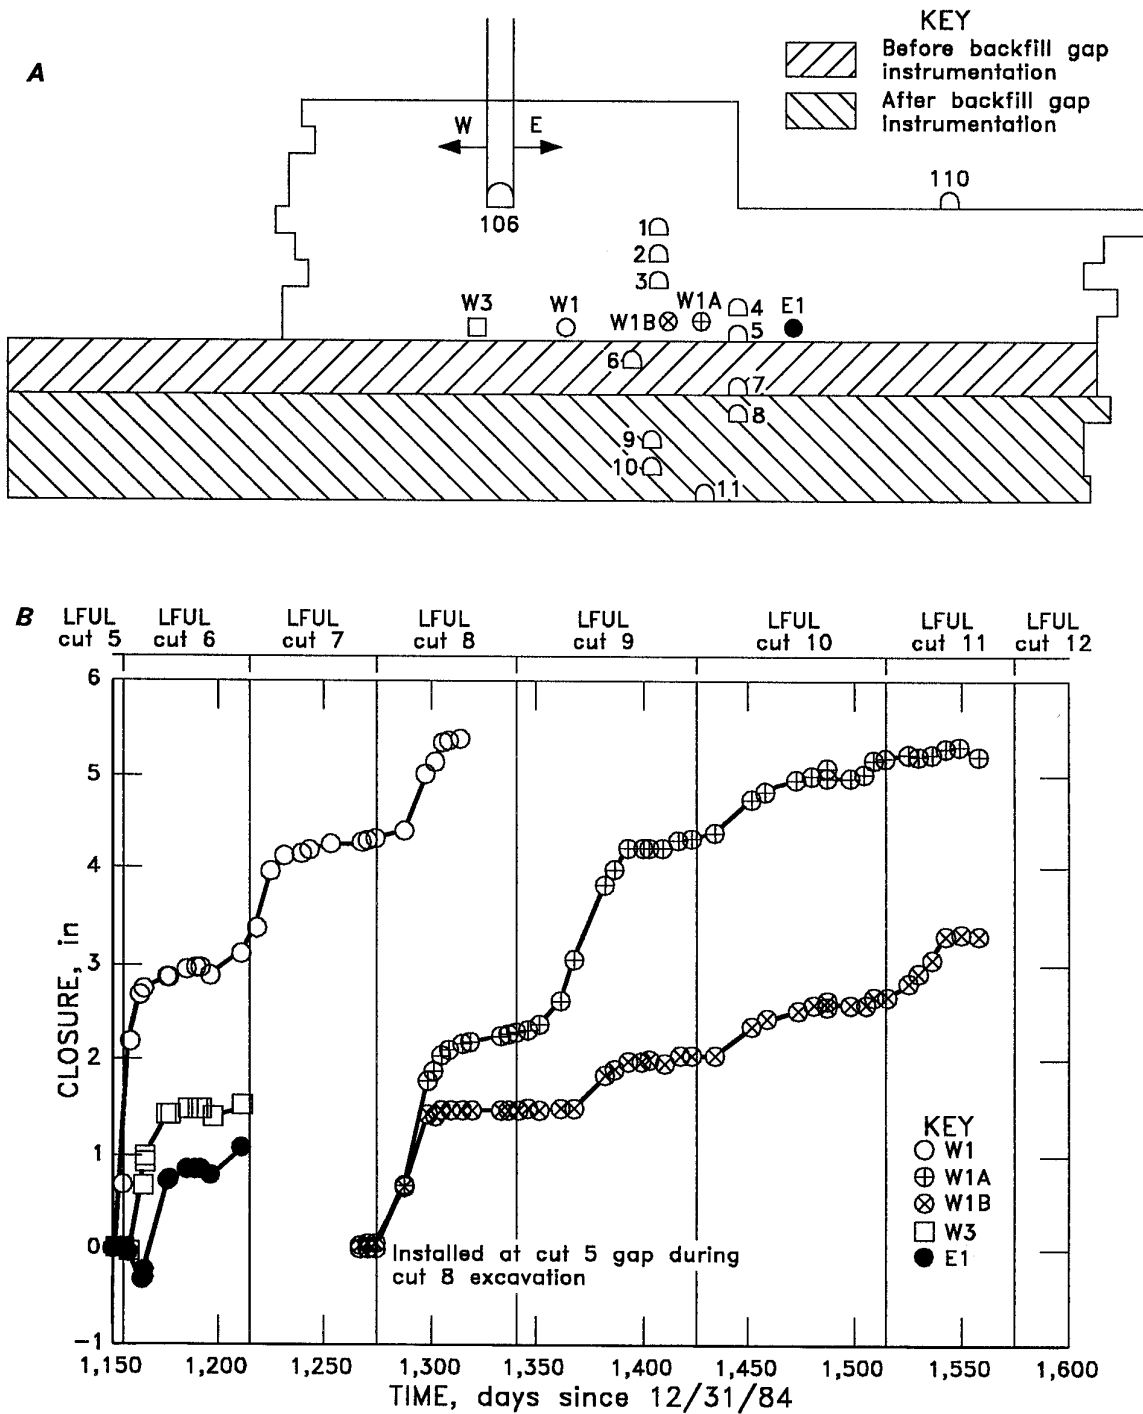 A
KEY
Before backfill gap
instrumentation
After backfill gap
instrumentation
W E
106
110
1
2
3
W3 W1 W1B W1A 4 E1
5
6
7
8
9
10
11
B
LFUL LFUL LFUL LFUL LFUL LFUL LFUL LFUL
cut 5 cut 6 cut 7 cut 8 cut 9 cut 10 cut 11 cut 12
6
5
4
3
2
1
0
-1
CLOSURE, in
Installed at cut 5 gap during
cut 8 excavation
KEY
W1
W1A
W1B
W3
E1
1,150 1,200 1,250 1,300 1,350 1,400 1,450 1,500 1,550 1,600
TIME, days since 12/31/84